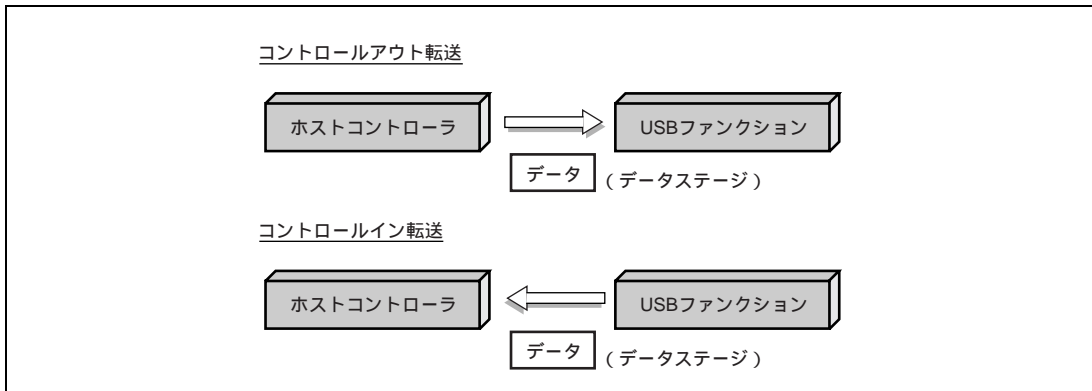 コントロールアウト転送
ホストコントローラ USBファンクション
データ (データステージ)
コントロールイン転送
ホストコントローラ USBファンクション
データ (データステージ)